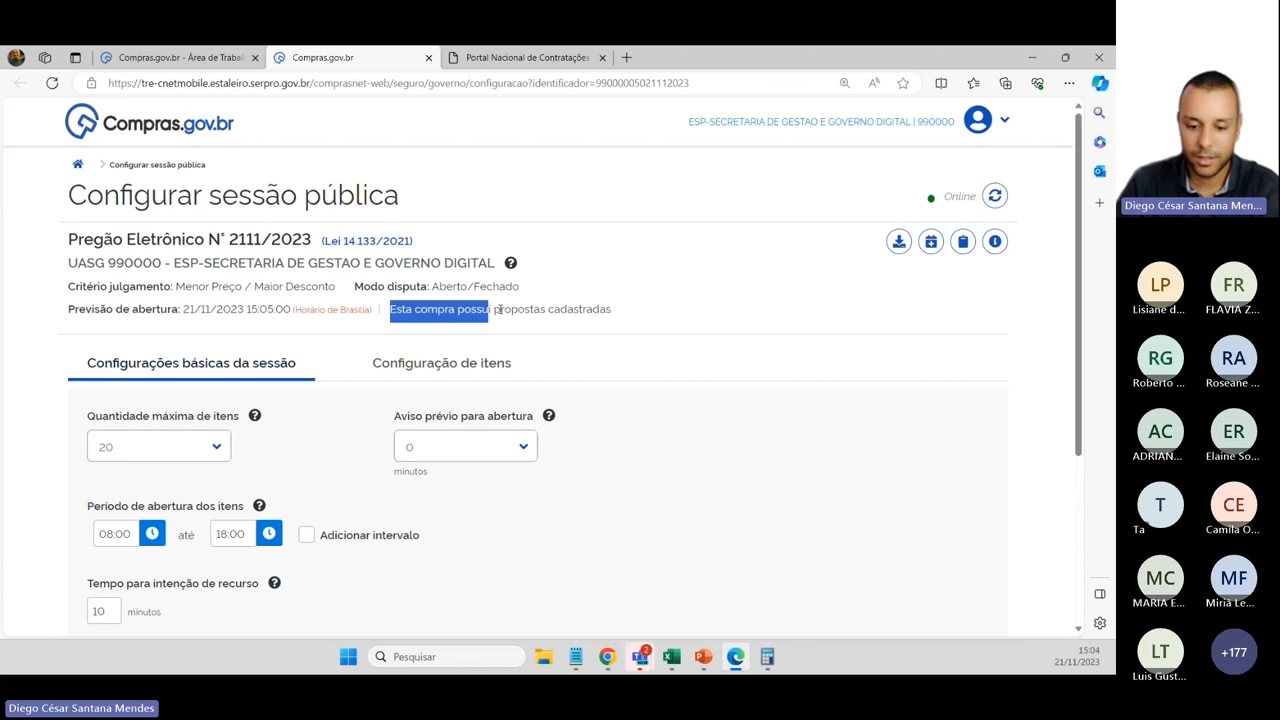 Compras.gov.br - Área de Trabal
Compras.gov.br
Portal Nacional de Contratações
https://tre-cnetmobile.estaleiro.serpro.gov.br/comprasnet-web/seguro/governo/configuracao?identificador=99000005021112023
Compras.gov.br
ESP-SECRETARIA DE GESTAO E GOVERNO DIGITAL | 990000
Configurar sessão pública
Configurar sessão pública
Online
Pregão Eletrônico N° 2111/2023 (Lei 14.133/2021)
UASG 990000 - ESP-SECRETARIA DE GESTAO E GOVERNO DIGITAL
Critério julgamento: Menor Preço / Maior Desconto Modo disputa: Aberto/Fechado
Previsão de abertura: 21/11/2023 15:05:00 (Horário de Brasília) | Esta compra possui propostas cadastradas
Configurações básicas da sessão
Configuração de itens
Quantidade máxima de itens
Aviso prévio para abertura
20
0
minutos
Período de abertura dos itens
08:00 até 18:00 Adicionar intervalo
Tempo para intenção de recurso
10 minutos
Pesquisar
2
15:04
21/11/2023
Diego César Santana Men...
LP
Lisiane d...
FR
FLAVIA Z...
RG
Roberto ...
RA
Roseane ...
AC
ADRIAN...
ER
Elaine So...
T
Ta
CE
Camila O...
MC
MARIA E...
MF
Miriã Le...
LT
Luis Gust...
+177
Diego César Santana Mendes